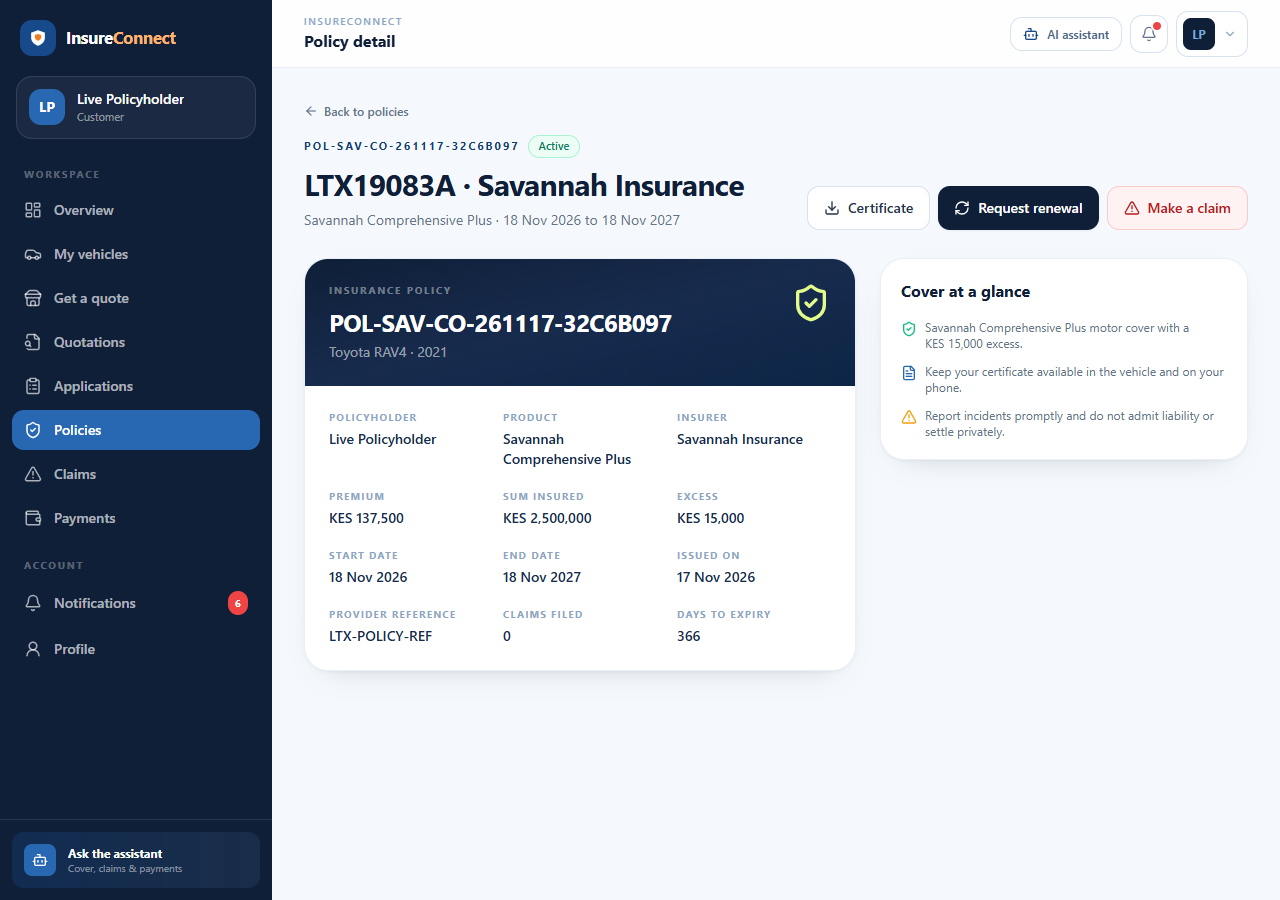 InsureConnect
LP
Live Policyholder
Customer
WORKSPACE
Overview
My vehicles
Get a quote
Quotations
Applications
Policies
Claims
Payments
ACCOUNT
Notifications
6
Profile
Ask the assistant
Cover, claims & payments
INSURECONNECT
Policy detail
AI assistant
LP
Back to policies
POL-SAV-CO-261117-32C6B097
Active
LTX19083A · Savannah Insurance
Savannah Comprehensive Plus · 18 Nov 2026 to 18 Nov 2027
Certificate
Request renewal
Make a claim
INSURANCE POLICY
POL-SAV-CO-261117-32C6B097
Toyota RAV4 · 2021
POLICYHOLDER
Live Policyholder
PRODUCT
Savannah
Comprehensive Plus
INSURER
Savannah Insurance
PREMIUM
KES 137,500
SUM INSURED
KES 2,500,000
EXCESS
KES 15,000
START DATE
18 Nov 2026
END DATE
18 Nov 2027
ISSUED ON
17 Nov 2026
PROVIDER REFERENCE
LTX-POLICY-REF
CLAIMS FILED
0
DAYS TO EXPIRY
366
Cover at a glance
Savannah Comprehensive Plus motor cover with a
KES 15,000 excess.
Keep your certificate available in the vehicle and on your
phone.
Report incidents promptly and do not admit liability or
settle privately.